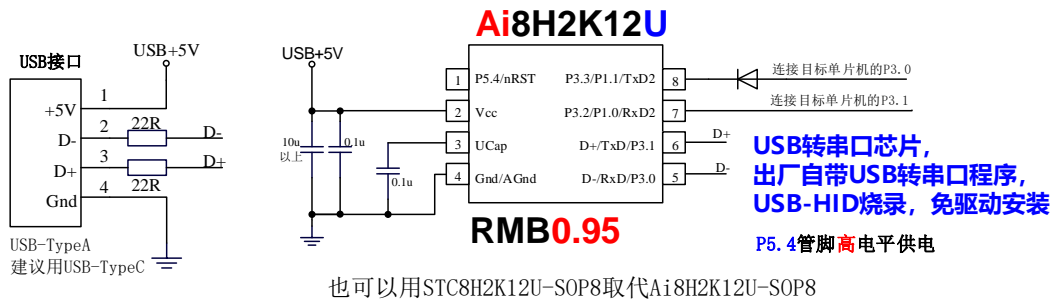 Ai8H2K12U
USB接口
USB+5V
+5V
1
D-
2
22R
D-
D+
3
22R
D+
Gnd
4
USB-TypeA
建议用USB-TypeC
USB+5V
10u
以上
0.1u
0.1u
1
P5.4/nRST
2
Vcc
3
UCap
4
Gnd/AGnd
P3.3/P1.1/TxD2
8
连接目标单片机的P3.0
P3.2/P1.0/RxD2
7
连接目标单片机的P3.1
D+/TxD/P3.1
6
D+
D-/RxD/P3.0
5
D-
RMB0.95
USB转串口芯片,
出厂自带USB转串口程序,
USB-HID烧录, 免驱动安装
P5.4管脚高电平供电
也可以用STC8H2K12U-SOP8取代Ai8H2K12U-SOP8